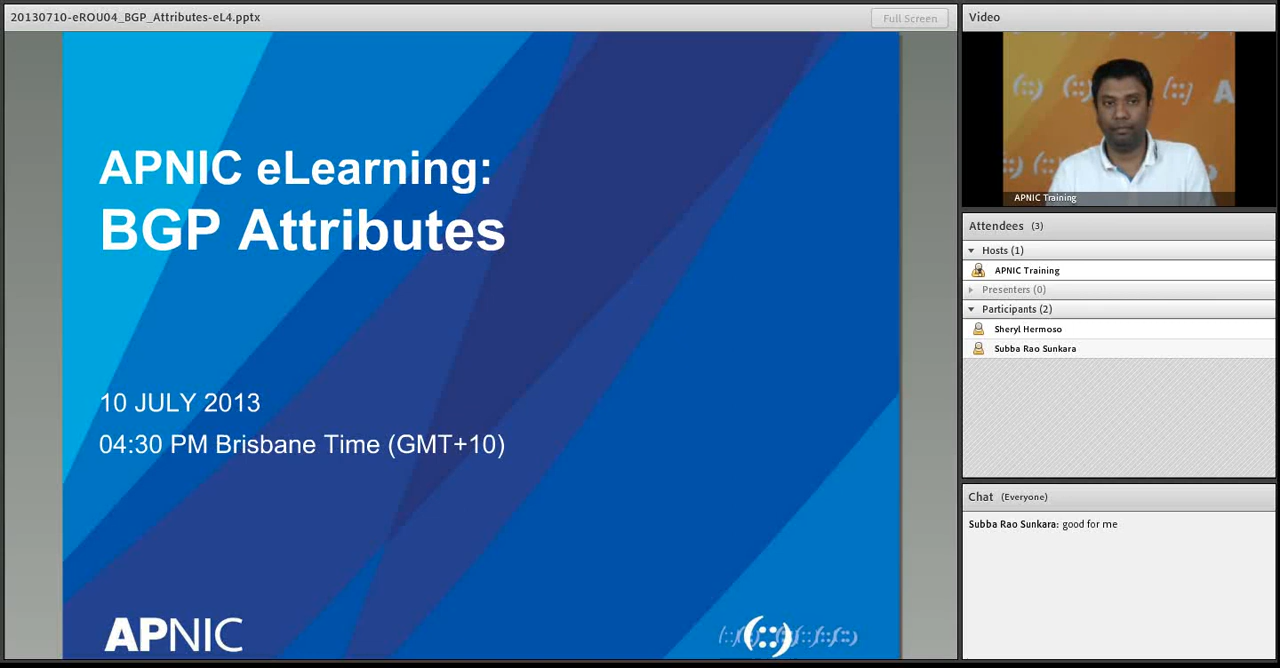 20130710-eROU04_BGP_Attributes-eL4.pptx
Full Screen
APNIC eLearning:
BGP Attributes
10 JULY 2013
04:30 PM Brisbane Time (GMT+10)
APNIC
(::)
Video
A
APNIC Training
Attendees (3)
Hosts (1)
APNIC Training
Presenters (0)
Participants (2)
Sheryl Hermoso
Subba Rao Sunkara
Chat (Everyone)
Subba Rao Sunkara: good for me